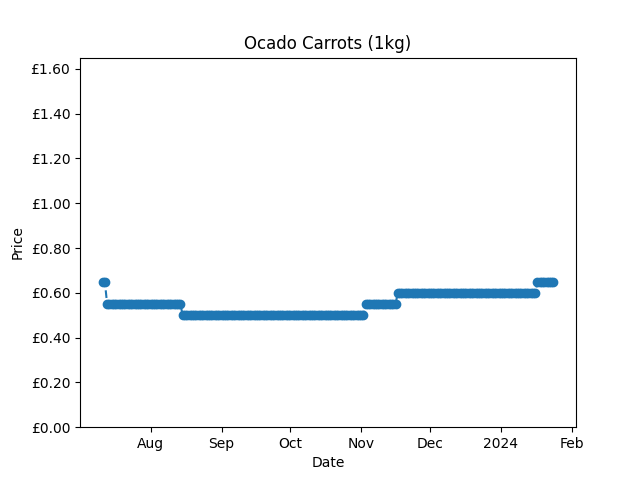 Ocado Carrots (1kg)
£1.60
£1.40
£1.20
£1.00
£0.80
£0.60
£0.40
£0.20
£0.00
Price
Aug Sep Oct Nov Dec 2024 Feb
Date